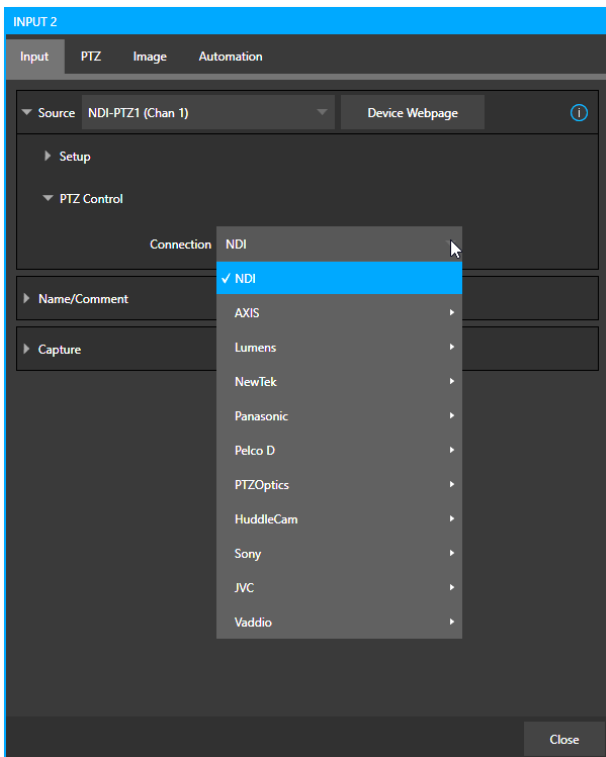 INPUT 2
Input PTZ Image Automation
Source NDI-PTZ1 (Chan 1) Device Webpage
Setup
PTZ Control
Connection NDI
NDI
Name/Comment
AXIS
Capture
Lumens
NewTek
Panasonic
Pelco D
PTZOptics
HuddleCam
Sony
JVC
Vaddio
Close